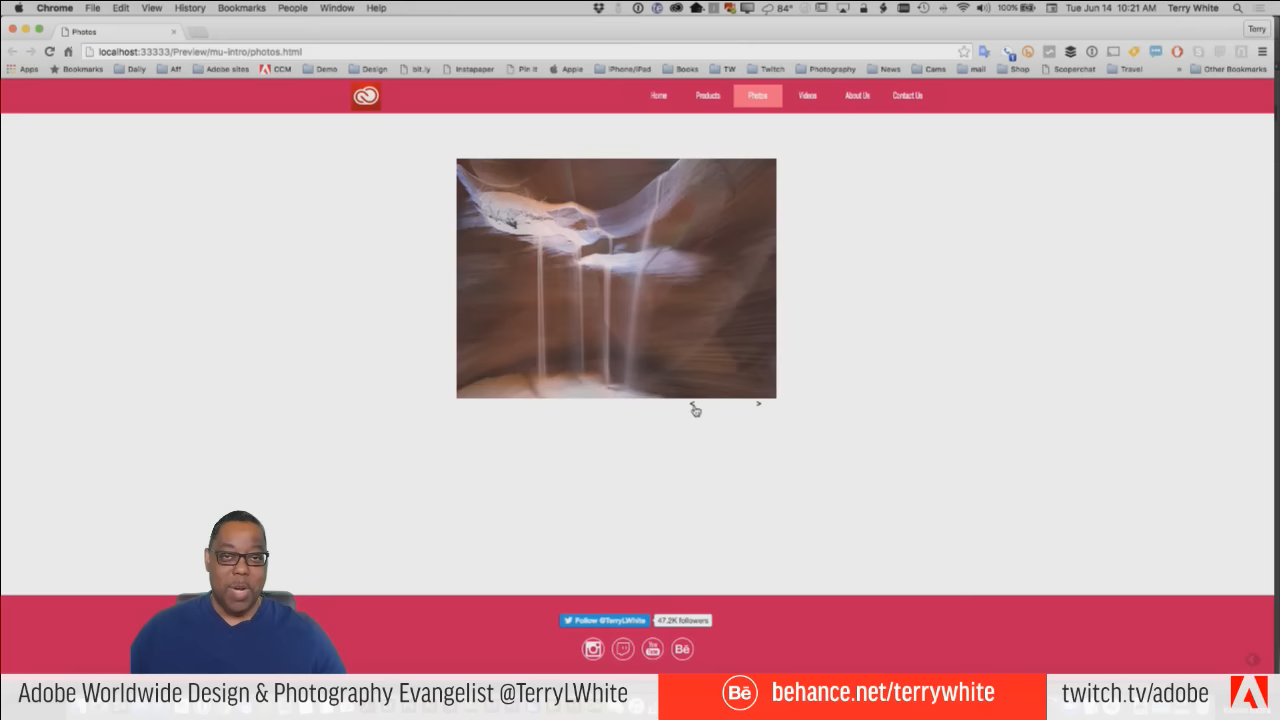 Chrome File Edit View History Bookmarks People Window Help
84° 100% Tue Jun 14 10:21 AM Terry White
Photos
Terry
localhost:33333/Preview/mu-intro/photos.html
Apps Bookmarks Daily Aff Adobe sites CCM Demo Design bit.ly Instapaper Pin It Apple iPhone/iPad Books TW Twitch Photography News Cams mail Shop Scoperchat Travel » Other Bookmarks
Home Products Photos Videos About Us Contact Us
< >
Follow @TerryLWhite 47.2K followers
You Tube Bē
Adobe Worldwide Design & Photography Evangelist @TerryLWhite Bē behance.net/terrywhite twitch.tv/adobe